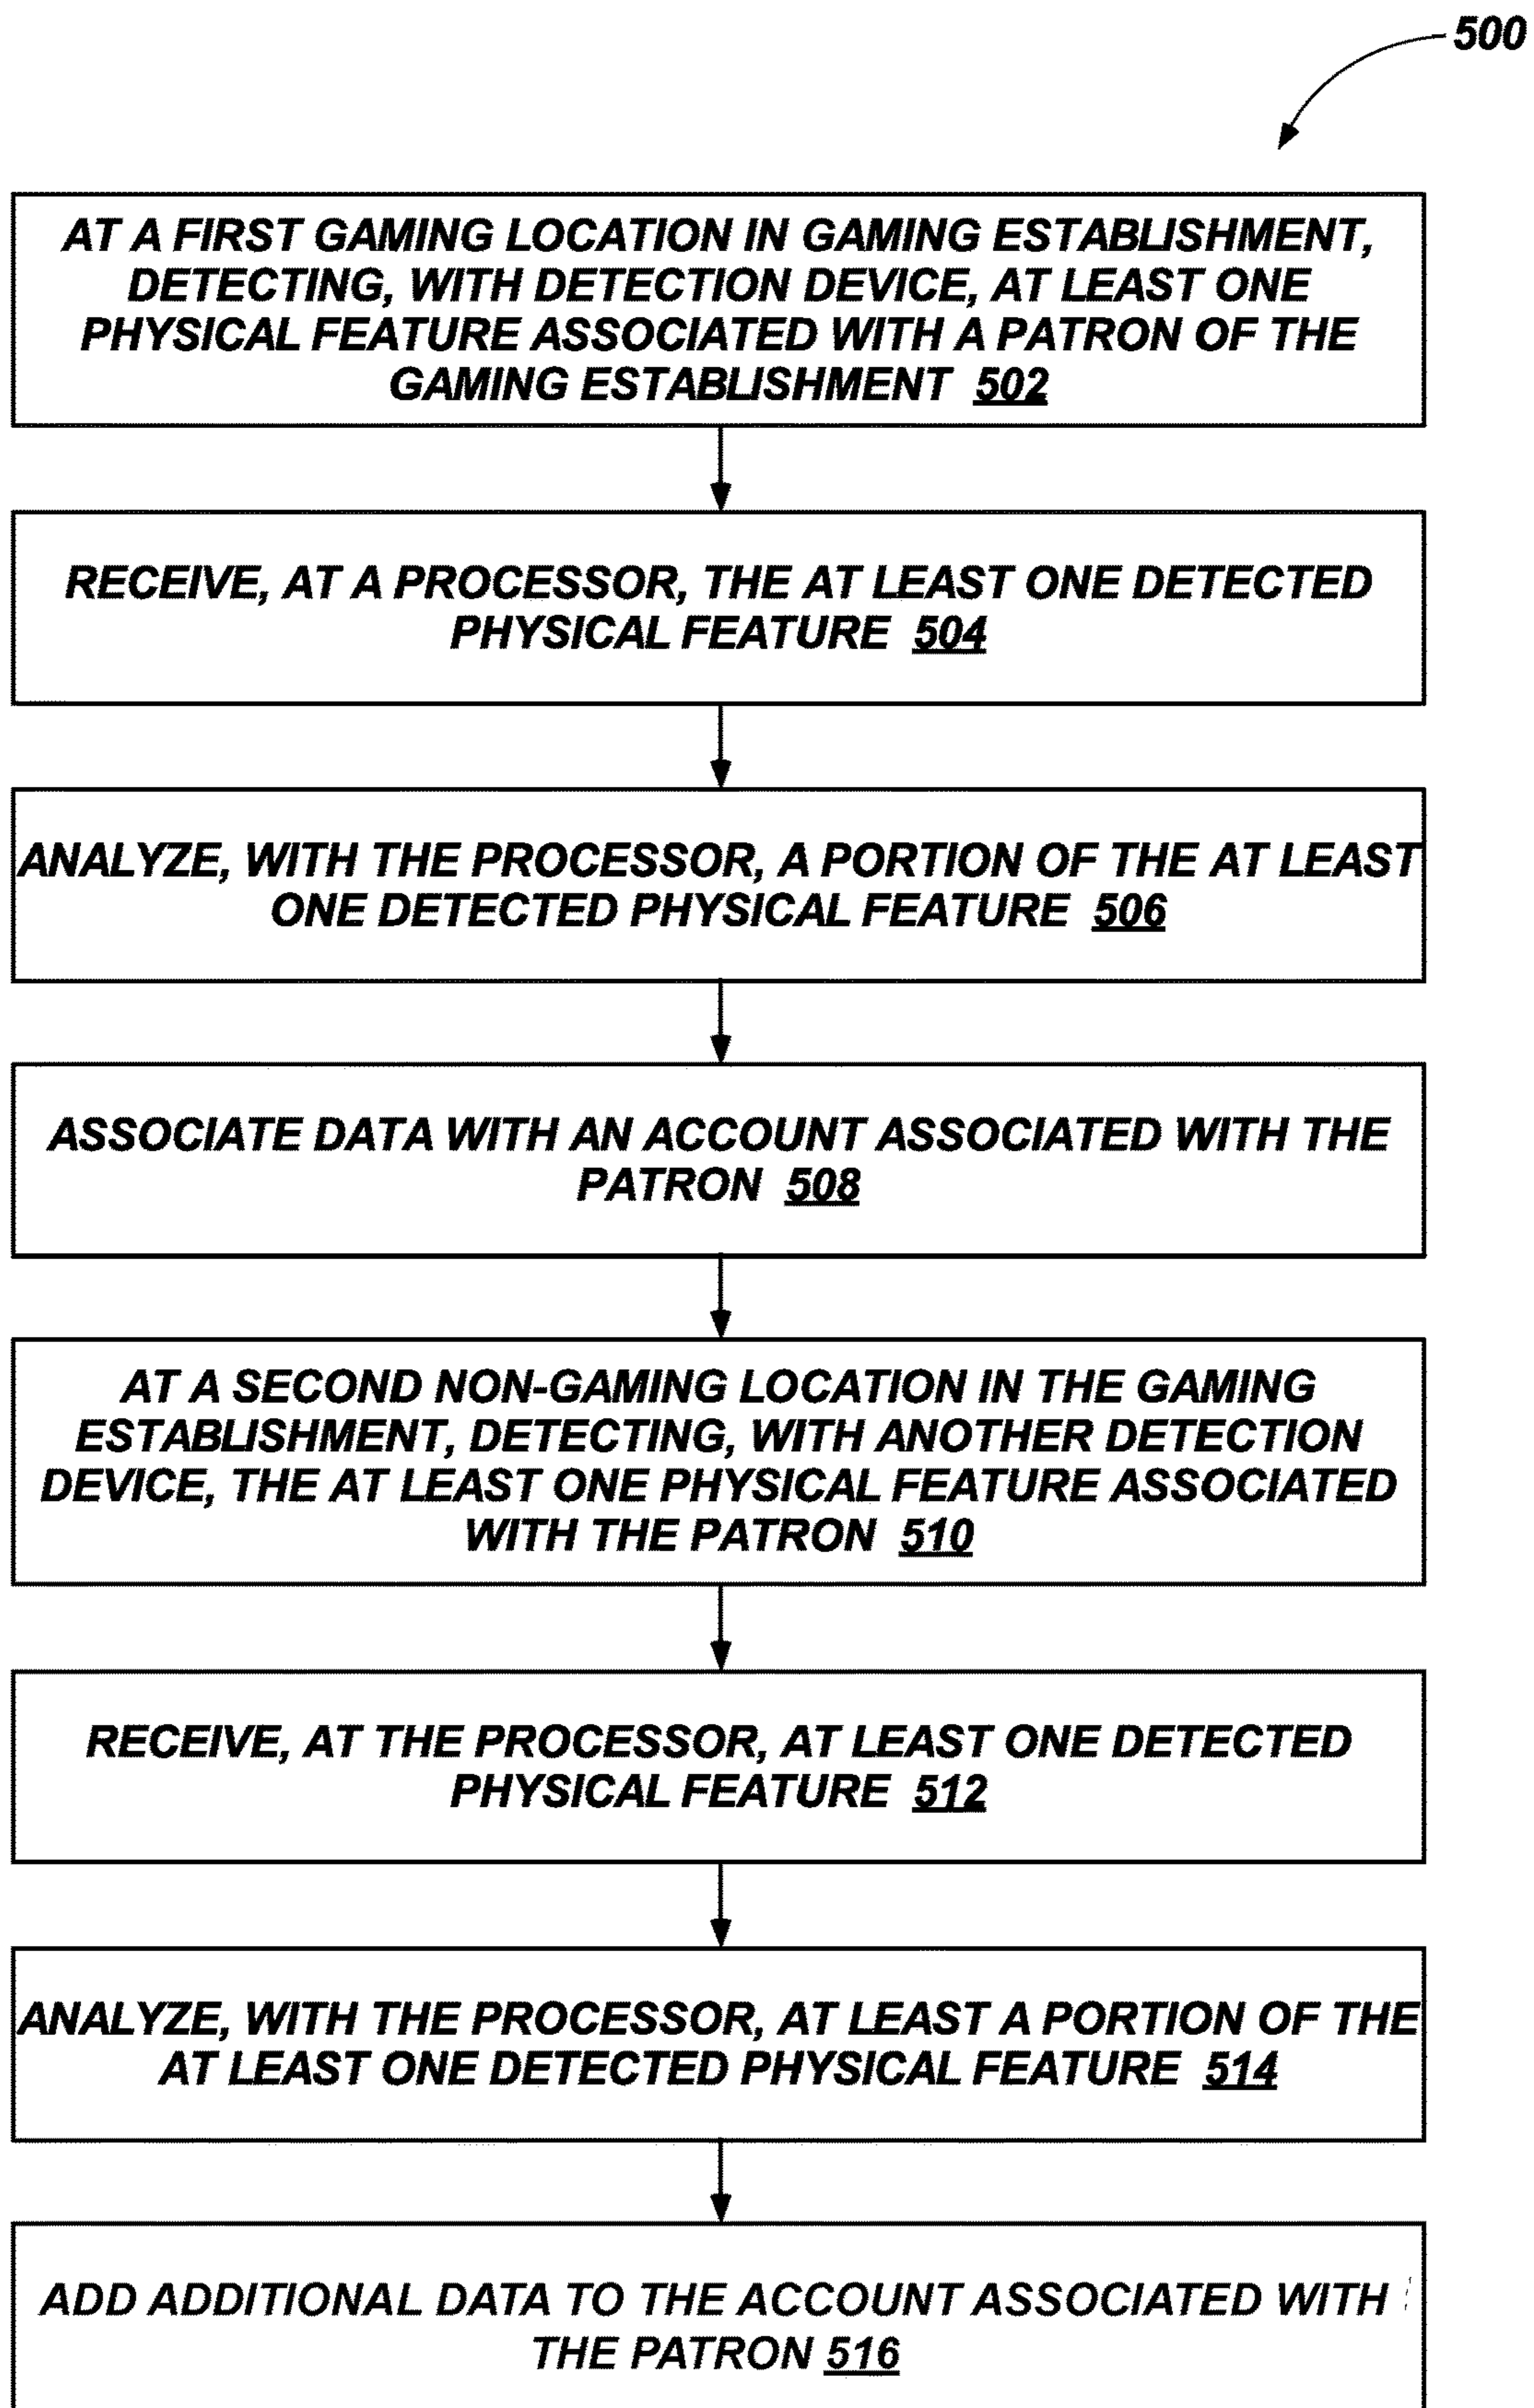 500
AT A FIRST GAMING LOCATION IN GAMING ESTABLISHMENT,
DETECTING, WITH DETECTION DEVICE, AT LEAST ONE
PHYSICAL FEATURE ASSOCIATED WITH A PATRON OF THE
GAMING ESTABLISHMENT 502
RECEIVE, AT A PROCESSOR, THE AT LEAST ONE DETECTED
PHYSICAL FEATURE 504
ANALYZE, WITH THE PROCESSOR, A PORTION OF THE AT LEAST
ONE DETECTED PHYSICAL FEATURE 506
ASSOCIATE DATA WITH AN ACCOUNT ASSOCIATED WITH THE
PATRON 508
AT A SECOND NON-GAMING LOCATION IN THE GAMING
ESTABLISHMENT, DETECTING, WITH ANOTHER DETECTION
DEVICE, THE AT LEAST ONE PHYSICAL FEATURE ASSOCIATED
WITH THE PATRON 510
RECEIVE, AT THE PROCESSOR, AT LEAST ONE DETECTED
PHYSICAL FEATURE 512
ANALYZE, WITH THE PROCESSOR, AT LEAST A PORTION OF THE
AT LEAST ONE DETECTED PHYSICAL FEATURE 514
ADD ADDITIONAL DATA TO THE ACCOUNT ASSOCIATED WITH
THE PATRON 516